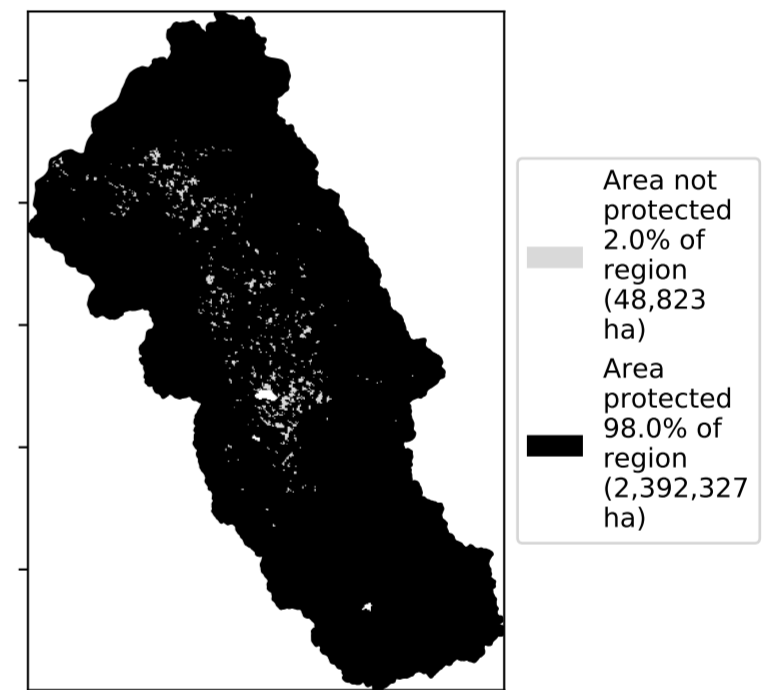 Area not
protected
2.0% of
region
(48,823
ha)
Area
protected
98.0% of
region
(2,392,327
ha)